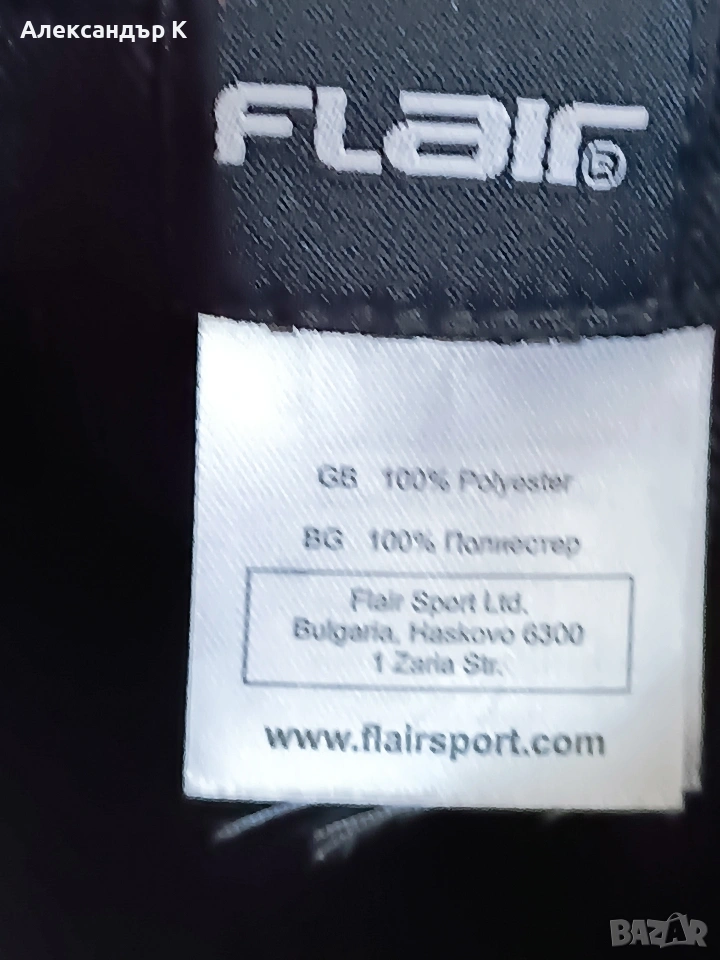 Александър К
FLair®
GB 100% Polyester
BG 100% Полиестер
Flair Sport Ltd.
Bulgaria, Haskovo 6300
1 Zaria Str.
www.flairsport.com
BAZAR